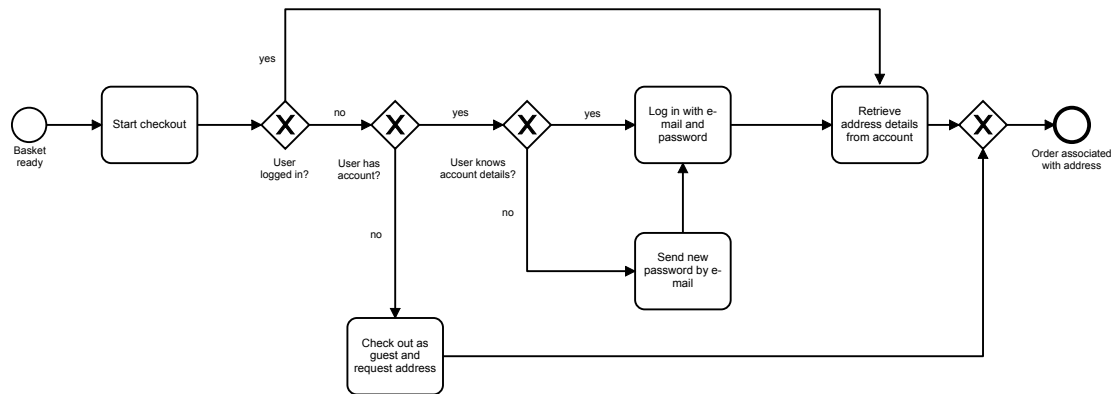 yes
Basket
ready
Start checkout
User
logged in?
no
User has
account?
yes
User knows
account details?
yes
Log in with e-
mail and
password
Retrieve
address details
from account
Order associated
with address
no
no
Send new
password by e-
mail
Check out as
guest and
request address